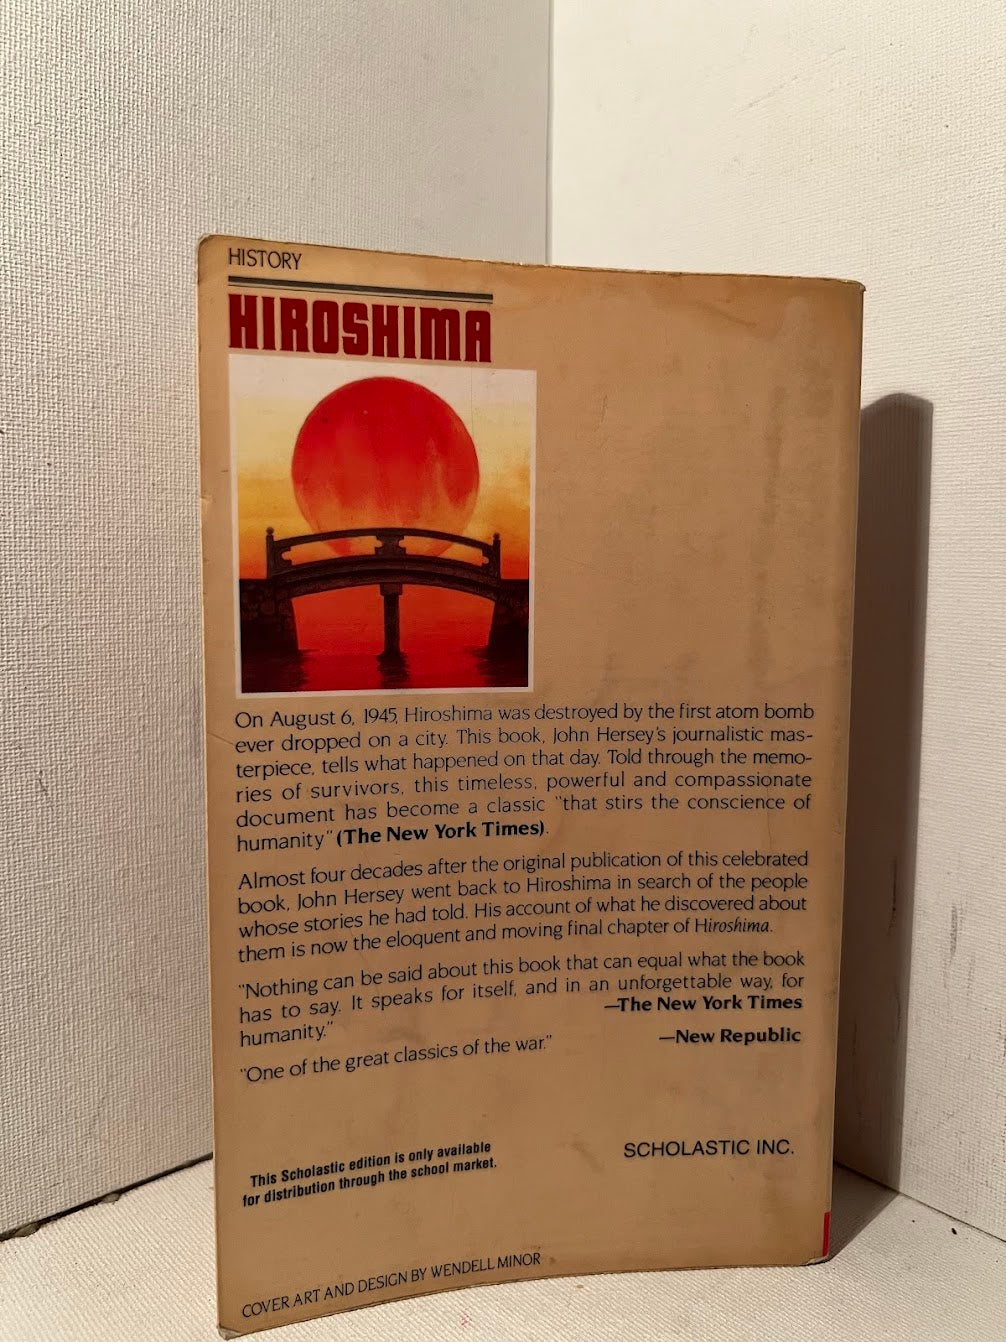 HISTORY
HIROSHIMA
On August 6, 1945, Hiroshima was destroyed by the first atom bomb
ever dropped on a city. This book, John Hersey's journalistic mas-
terpiece, tells what happened on that day. Told through the memo-
ries of survivors, this timeless, powerful and compassionate
document has become a classic "that stirs the conscience of
humanity" (The New York Times).
Almost four decades after the original publication of this celebrated
book, John Hersey went back to Hiroshima in search of the people
whose stories he had told. His account of what he discovered about
them is now the eloquent and moving final chapter of Hiroshima.
"Nothing can be said about this book that can equal what the book
has to say. It speaks for itself, and in an unforgettable way, for
humanity." —The New York Times
"One of the great classics of the war." —New Republic
This Scholastic edition is only available
for distribution through the school market.
SCHOLASTIC INC.
COVER ART AND DESIGN BY WENDELL MINOR